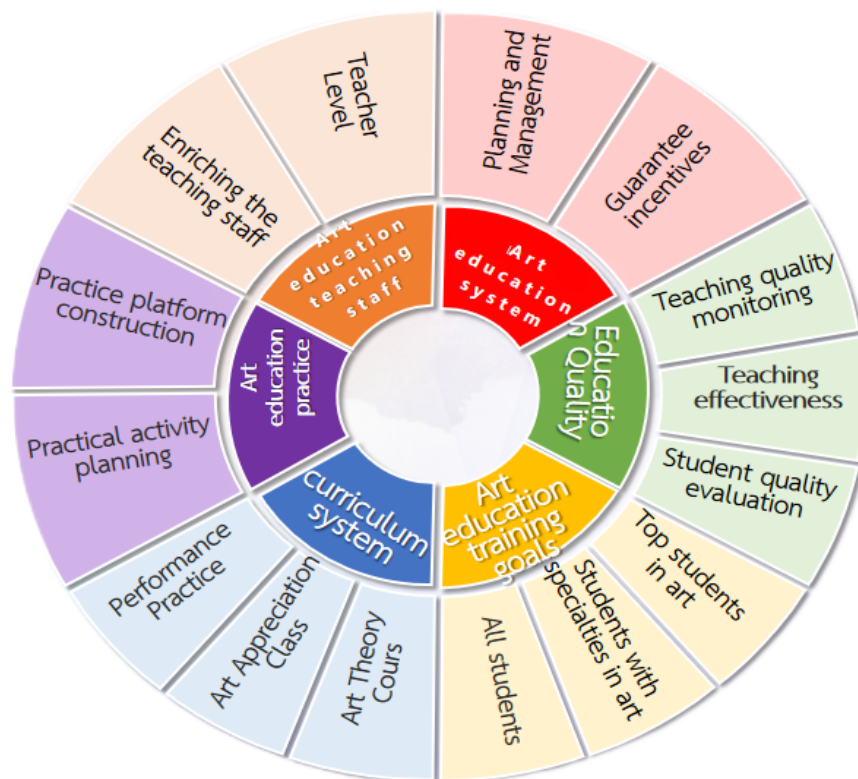 Teacher
Level
Planning and
Management
Enriching the
teaching staff
Guarantee
incentives
Art
education
teaching
staff
Art
education
system
Practice platform
construction
Teaching quality
monitoring
Art
education
practice
Educatio
n Quality
Teaching
effectiveness
Practical activity
planning
Student quality
evaluation
curriculum
system
Art
education
training
goals
Performance
Practice
Top students
in art
Art Appreciation
Class
Art Theory
Cours
All students
Students with
specialties in art